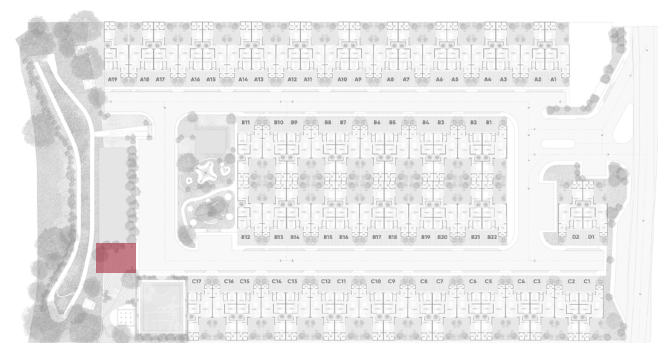 A19 A18 A17 A16 A15 A14 A13 A12 A11 A10 A9 A8 A7 A6 A5 A4 A3 A2 A1
B11 B10 B9 B8 B7 B6 B5 B4 B3 B2 B1
B12 B13 B14 B15 B16 B17 B18 B19 B20 B21 B22
D2 D1
C17 C16 C15 C14 C13 C12 C11 C10 C9 C8 C7 C6 C5 C4 C3 C2 C1